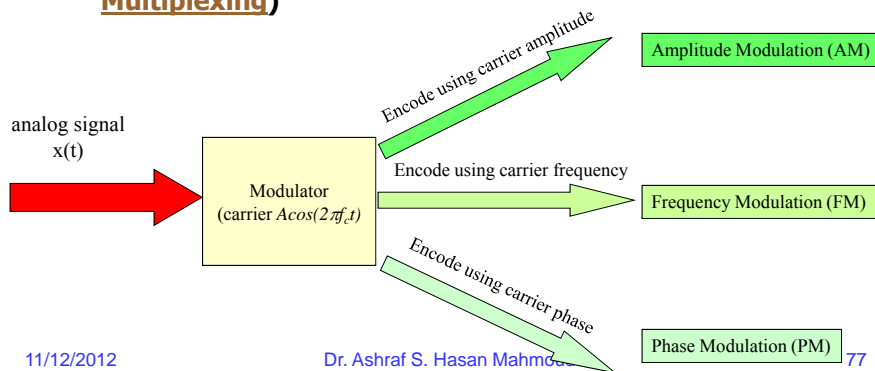 Multiplexing)
Encode using carrier amplitude
Amplitude Modulation (AM)
analog signal
x(t)
Modulator
(carrier Acos(2πf_ct)
Encode using carrier frequency
Frequency Modulation (FM)
Encode using carrier phase
Phase Modulation (PM)
11/12/2012
Dr. Ashraf S. Hasan
77